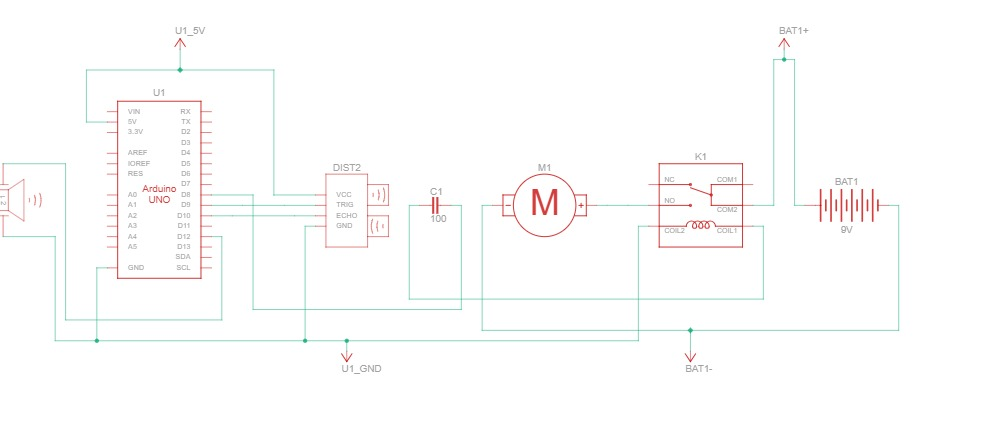 U1_5V
BAT1+
U1
VIN RX
5V TX
3.3V D2
D3
AREF D4
IOREF D5
RES D6
D7
Arduino
UNO
A0 D8
A1 D9
A2 D10
A3 D11
A4 D12
A5 D13
SDA
GND SCL
DIST2
VCC
TRIG
ECHO
GND
C1
100
M1
- M +
K1
NC COM1
NO COM2
COIL2 COIL1
BAT1
9V
U1_GND
BAT1-